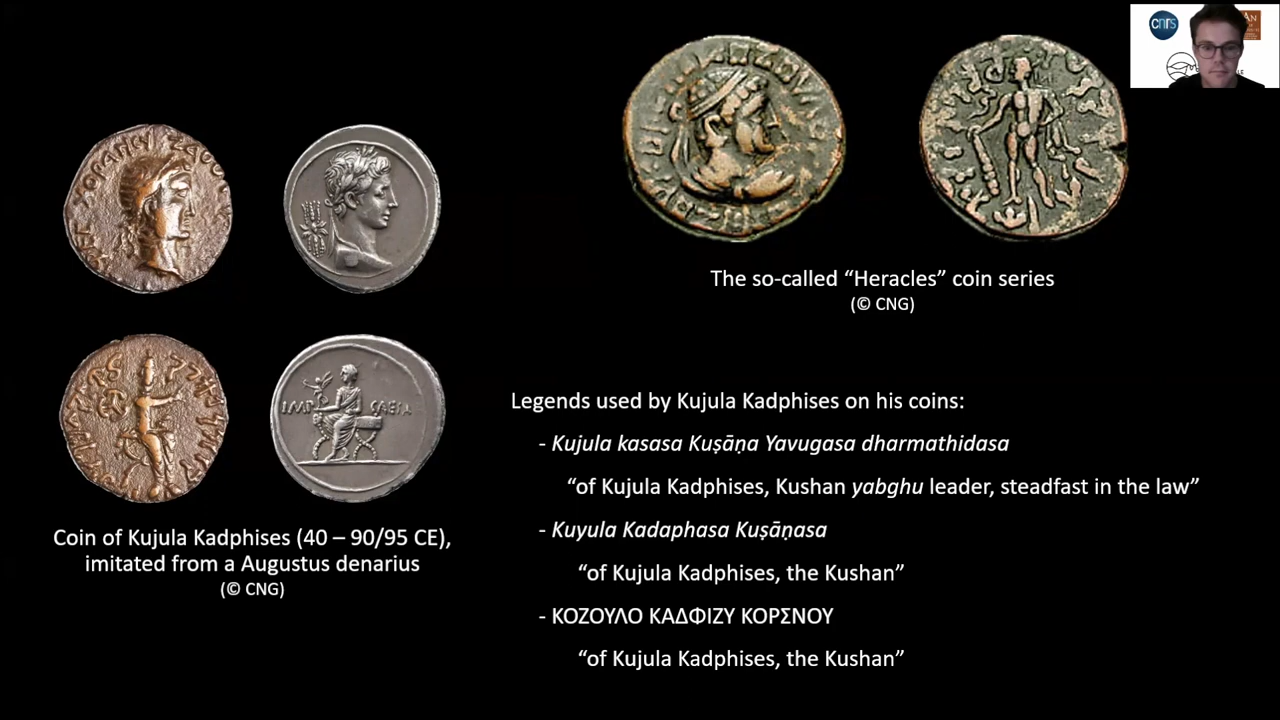 cnrs
IMP CAESAR
The so-called “Heracles” coin series
(© CNG)
Legends used by Kujula Kadphises on his coins:
- Kujula kasasa Kuṣāṇa Yavugasa dharmathidasa
“of Kujula Kadphises, Kushan yabghu leader, steadfast in the law”
- Kuyula Kadaphasa Kuṣāṇasa
“of Kujula Kadphises, the Kushan”
- ΚΟΖΟΥΛΟ ΚΑΔΦΙΖΥ ΚΟΡΣΝΟΥ
“of Kujula Kadphises, the Kushan”
Coin of Kujula Kadphises (40 – 90/95 CE),
imitated from a Augustus denarius
(© CNG)